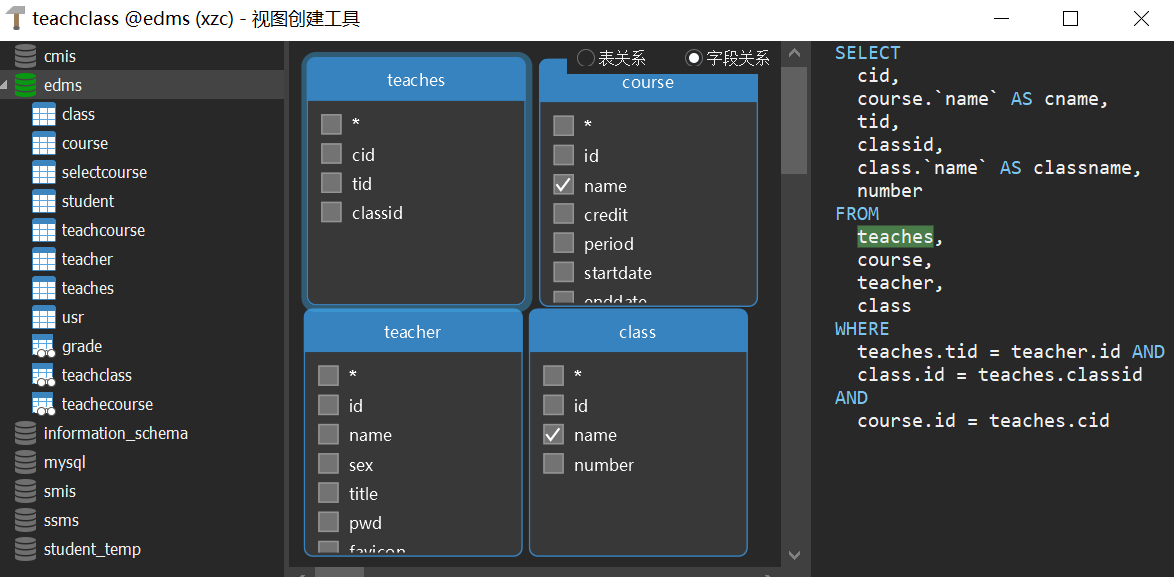 teachclass @edms (xzc) - 视图创建工具
cmis
edms
class
course
selectcourse
student
teachcourse
teacher
teaches
usr
grade
teachclass
teachecourse
information_schema
mysql
smis
ssms
student_temp
表关系
字段关系
teaches
*
cid
tid
classid
course
*
id
name
credit
period
startdate
enddate
teacher
*
id
name
sex
title
pwd
favicon
class
*
id
name
number
SELECT
cid,
course.`name` AS cname,
tid,
classid,
class.`name` AS classname,
number
FROM
teaches,
course,
teacher,
class
WHERE
teaches.tid = teacher.id AND
class.id = teaches.classid
AND
course.id = teaches.cid